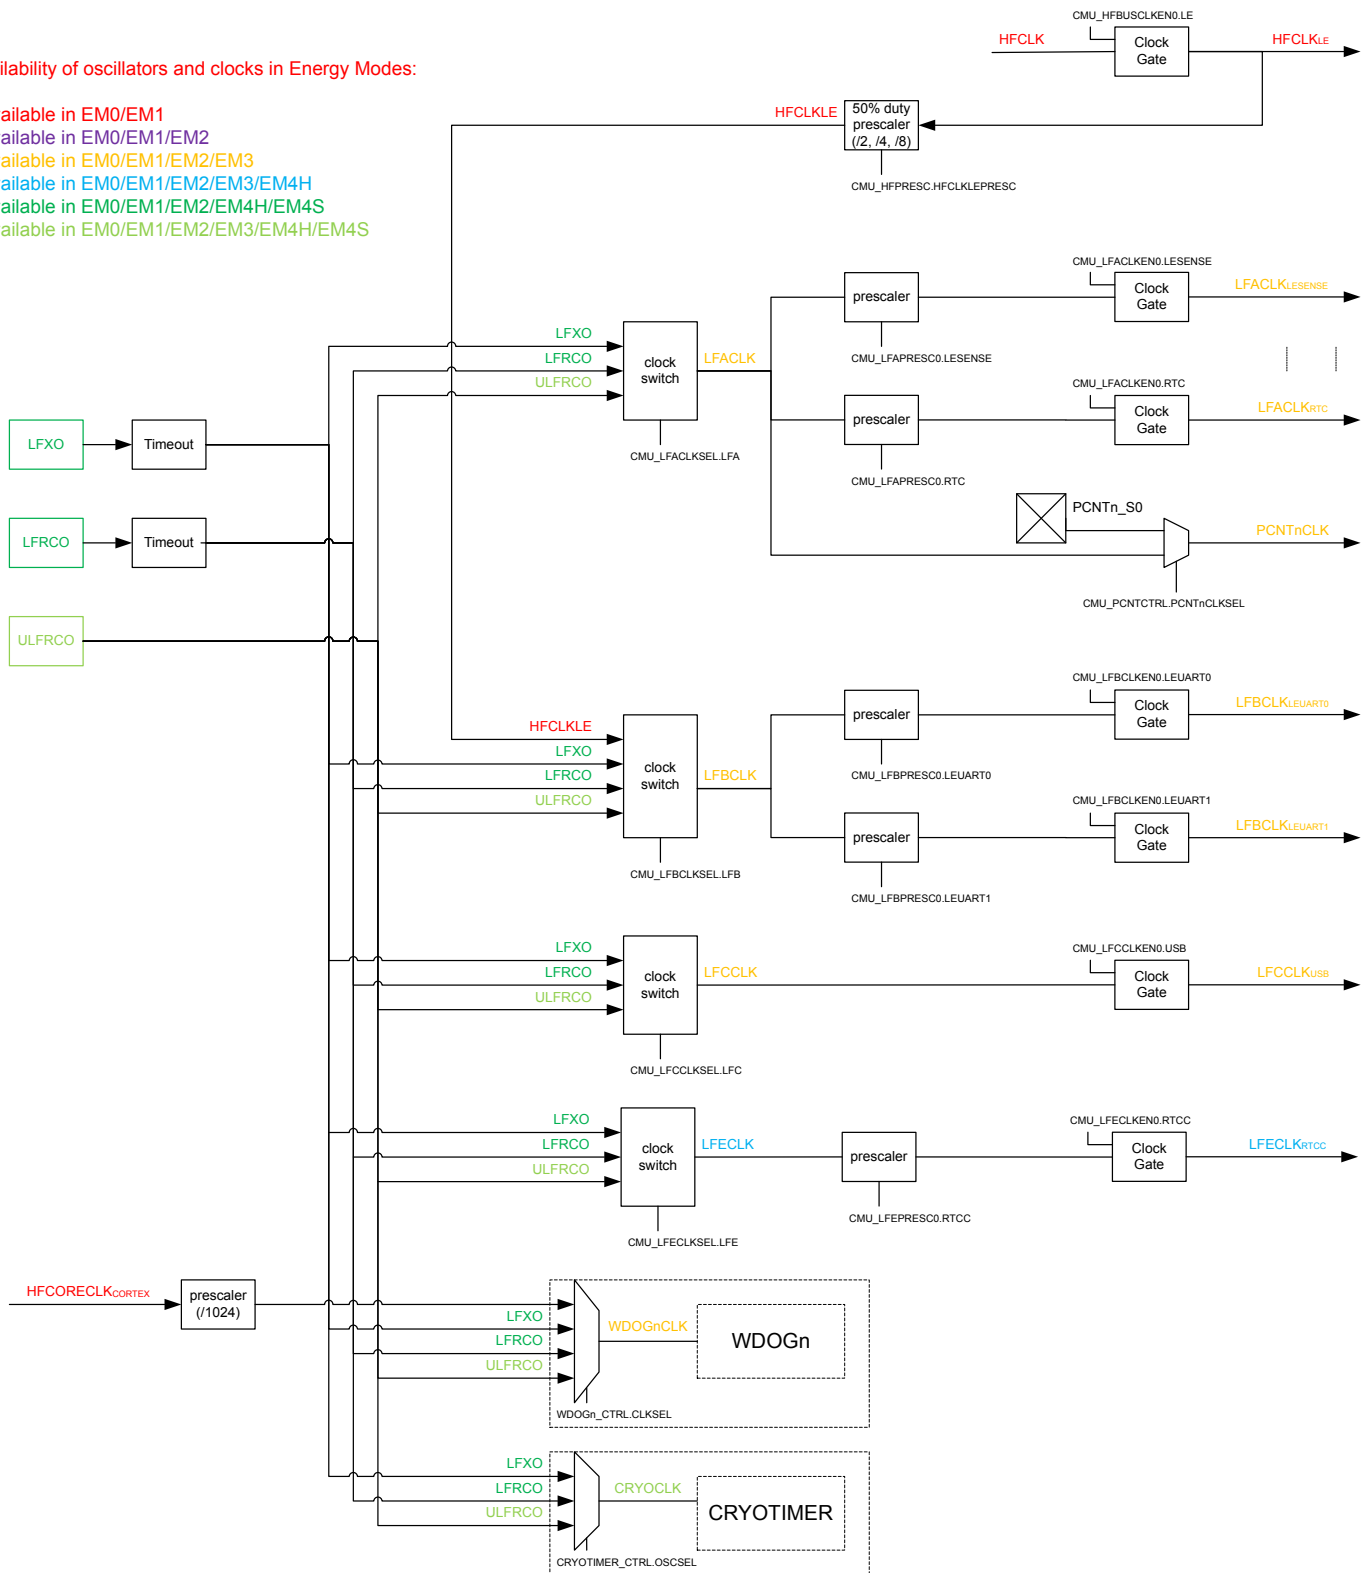 CMU_HFBUSCLKEN0.LE
HFCLK
Clock
Gate
HFCLKLE
ilability of oscillators and clocks in Energy Modes:
ailable in EM0/EM1
ailable in EM0/EM1/EM2
ailable in EM0/EM1/EM2/EM3
ailable in EM0/EM1/EM2/EM3/EM4H
ailable in EM0/EM1/EM2/EM4H/EM4S
ailable in EM0/EM1/EM2/EM3/EM4H/EM4S
HFCLKLE
50% duty
prescaler
(/2, /4, /8)
CMU_HFPRESC.HFCLKLEPRESC
LFXO
LFRCO
ULFRCO
clock
switch
CMU_LFACLKSEL.LFA
LFACLK
prescaler
CMU_LFAPRESC0.LESENSE
CMU_LFACLKEN0.LESENSE
Clock
Gate
LFACLKLESENSE
prescaler
CMU_LFAPRESC0.RTC
CMU_LFACLKEN0.RTC
Clock
Gate
LFACLKRTC
LFXO
Timeout
LFRCO
Timeout
ULFRCO
PCNTn_S0
PCNTnCLK
CMU_PCNTCTRL.PCNTnCLKSEL
HFCLKLE
LFXO
LFRCO
ULFRCO
clock
switch
CMU_LFBCLKSEL.LFB
LFBCLK
prescaler
CMU_LFBPRESC0.LEUART0
CMU_LFBCLKEN0.LEUART0
Clock
Gate
LFBCLKLEUART0
prescaler
CMU_LFBPRESC0.LEUART1
CMU_LFBCLKEN0.LEUART1
Clock
Gate
LFBCLKLEUART1
LFXO
LFRCO
ULFRCO
clock
switch
CMU_LFCCLKSEL.LFC
LFCCLK
CMU_LFCCLKEN0.USB
Clock
Gate
LFCCLKUSB
LFXO
LFRCO
ULFRCO
clock
switch
CMU_LFECLKSEL.LFE
LFECLK
prescaler
CMU_LFEPRESC0.RTCC
CMU_LFECLKEN0.RTCC
Clock
Gate
LFECLKRTCC
HFCORECLKCORTEX
prescaler
(/1024)
LFXO
LFRCO
ULFRCO
WDOGnCLK
WDOGn
WDOGn_CTRL.CLKSEL
LFXO
LFRCO
ULFRCO
CRYOCLK
CRYOTIMER
CRYOTIMER_CTRL.OSCSEL